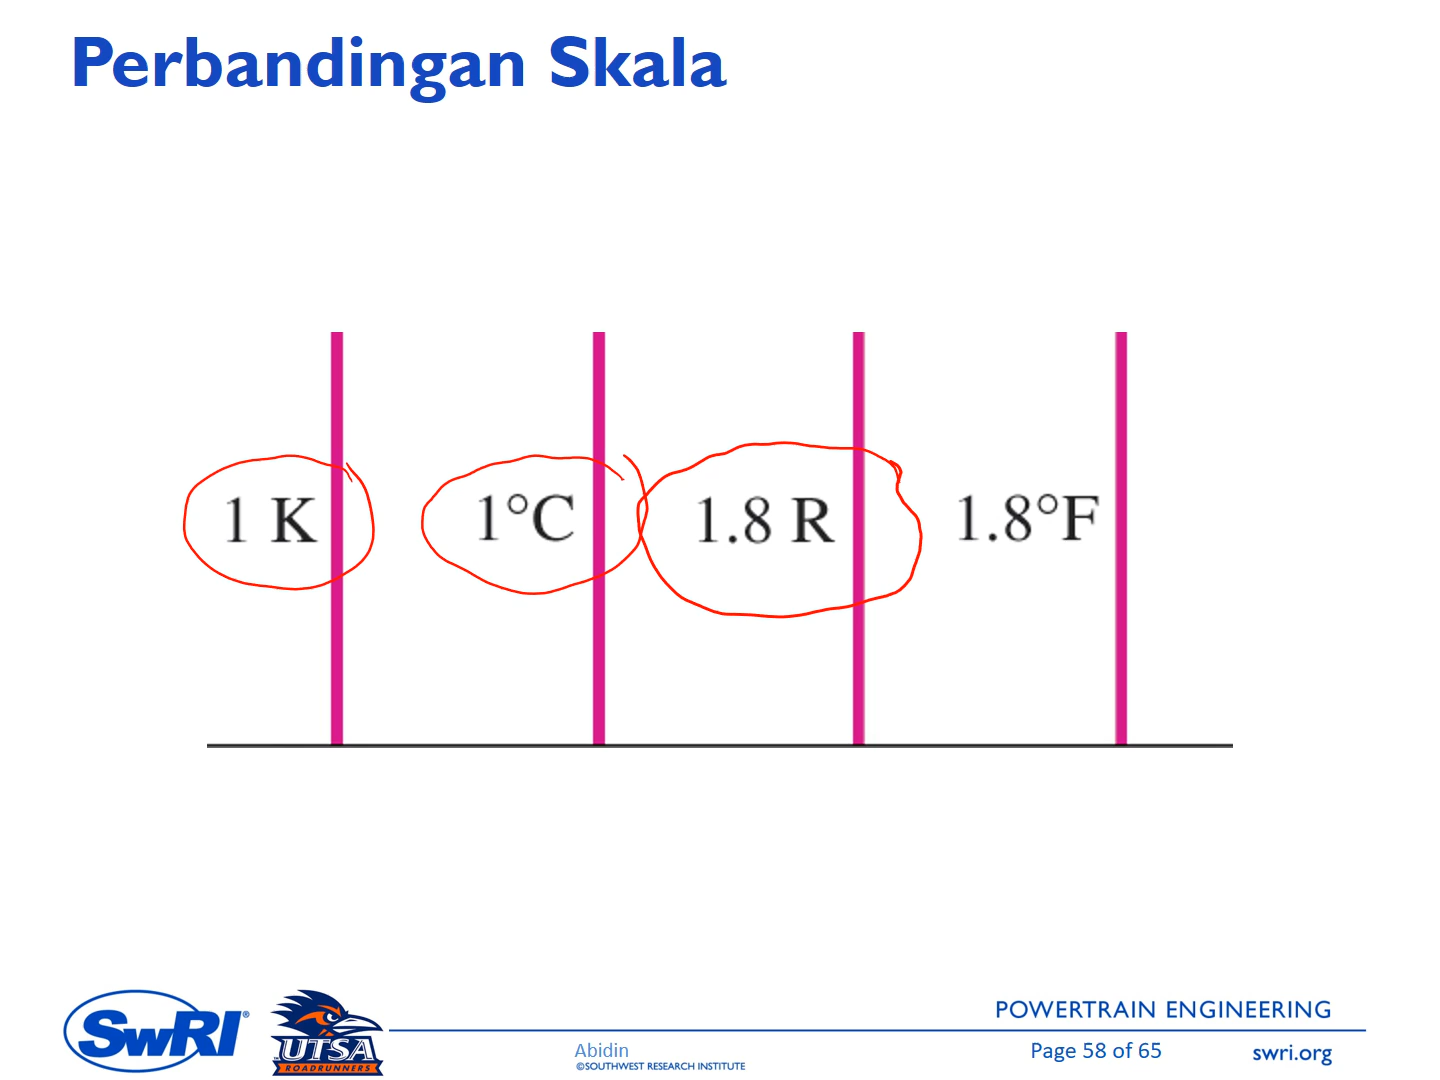 Perbandingan Skala
1 K 1°C 1.8 R 1.8°F
SwRI®
UTSA
ROADRUNNERS
POWERTRAIN ENGINEERING
Abidin
©SOUTHWEST RESEARCH INSTITUTE
Page 58 of 65
swri.org